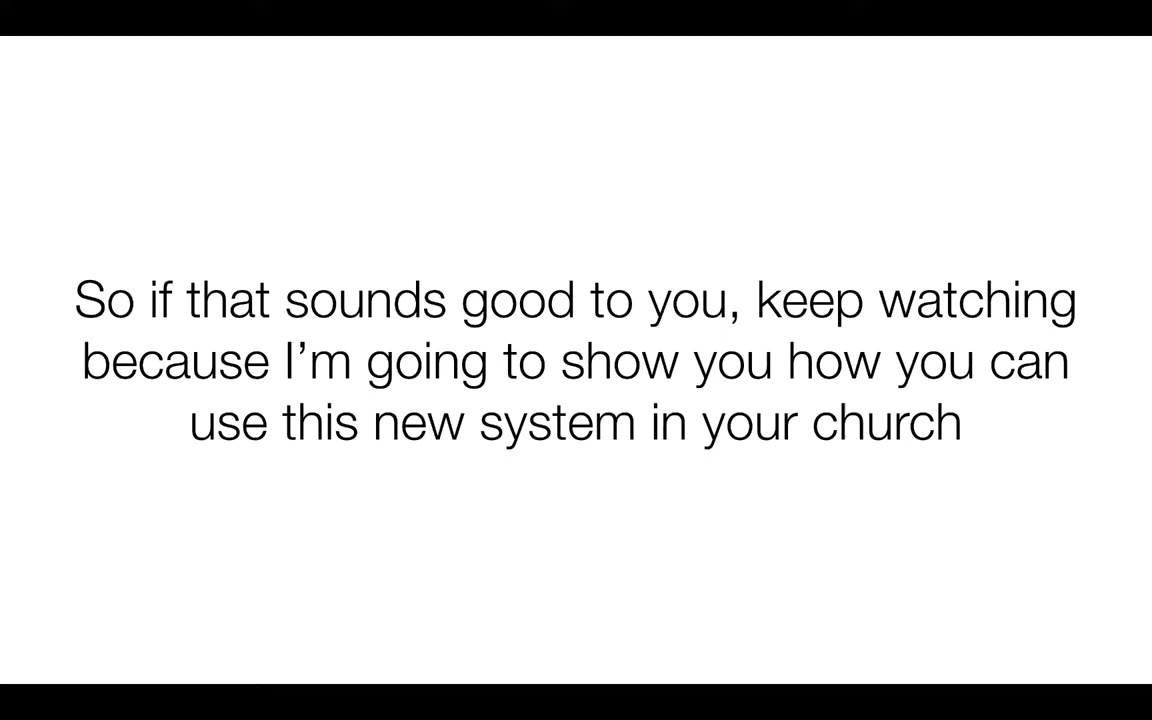 So if that sounds good to you, keep watching
because I’m going to show you how you can
use this new system in your church